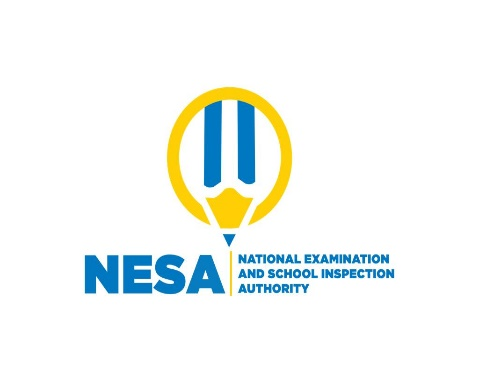 NESA
NATIONAL EXAMINATION
AND SCHOOL INSPECTION
AUTHORITY